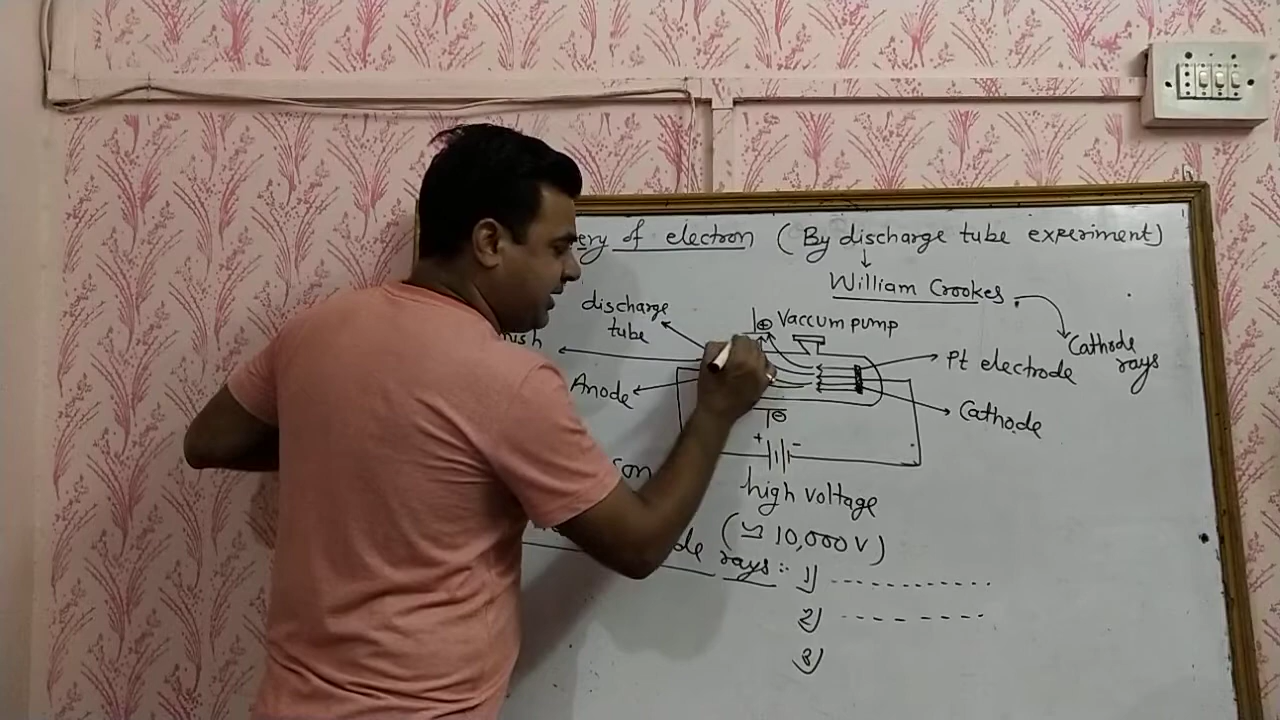 ery of electron ( By discharge tube experiment)
William Crookes
Cathode
rays
discharge
tube
Vaccum pump
Pt electrode
Anode
Cathode
+ -
high voltage
(≃ 10,000 V)
de rays :- 1) ------------
2) ---------
3)